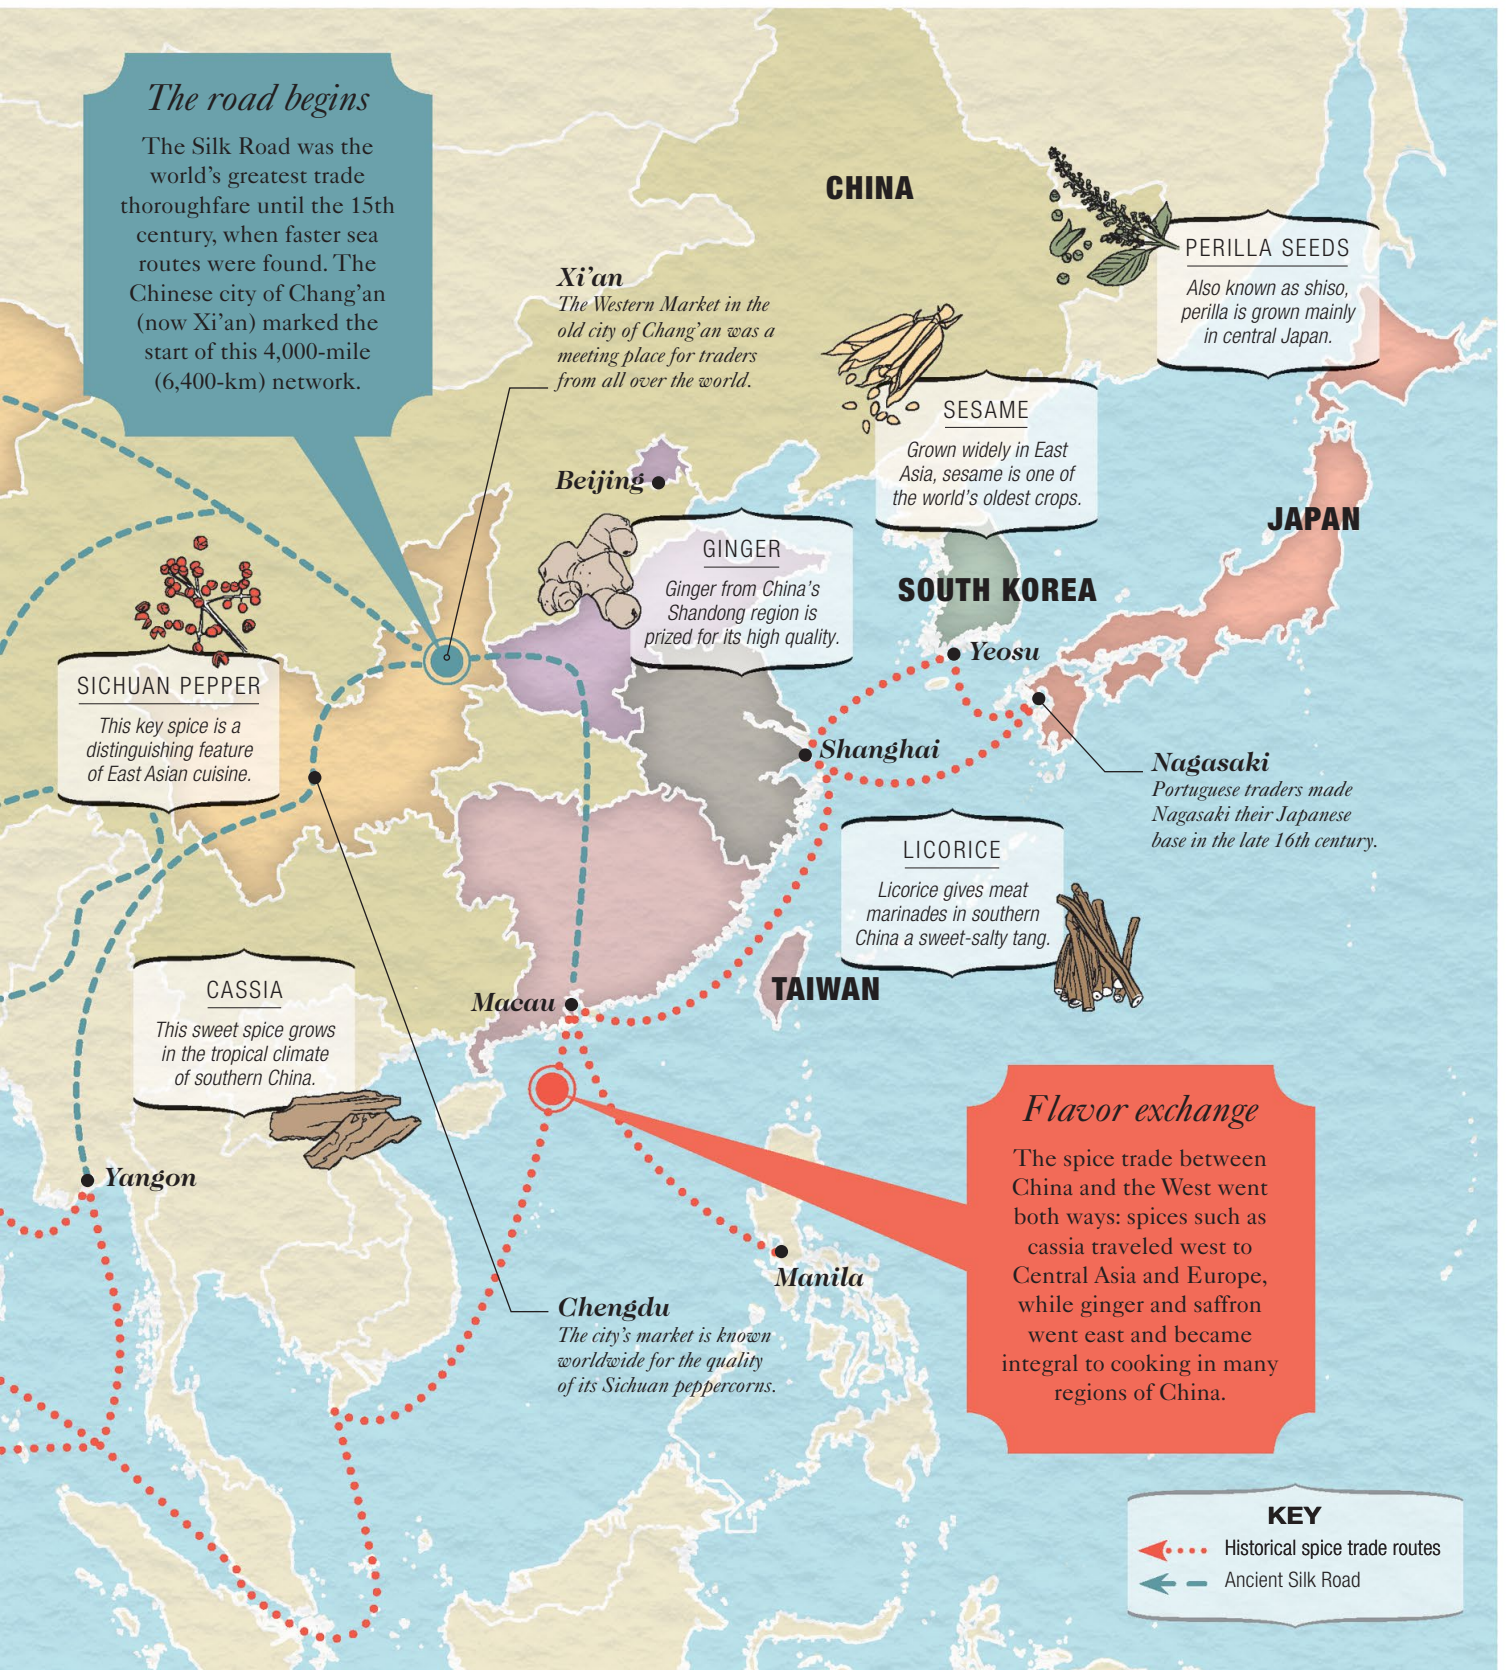 The road begins
The Silk Road was the
world’s greatest trade
thoroughfare until the 15th
century, when faster sea
routes were found. The
Chinese city of Chang’an
(now Xi’an) marked the
start of this 4,000-mile
(6,400-km) network.
CHINA
Xi’an
The Western Market in the
old city of Chang’an was a
meeting place for traders
from all over the world.
PERILLA SEEDS
Also known as shiso,
perilla is grown mainly
in central Japan.
SESAME
Grown widely in East
Asia, sesame is one of
the world’s oldest crops.
Beijing
JAPAN
GINGER
Ginger from China’s
Shandong region is
prized for its high quality.
SOUTH KOREA
Yeosu
SICHUAN PEPPER
This key spice is a
distinguishing feature
of East Asian cuisine.
Shanghai
Nagasaki
Portuguese traders made
Nagasaki their Japanese
base in the late 16th century.
LICORICE
Licorice gives meat
marinades in southern
China a sweet-salty tang.
CASSIA
This sweet spice grows
in the tropical climate
of southern China.
Macau
TAIWAN
Flavor exchange
The spice trade between
China and the West went
both ways: spices such as
cassia traveled west to
Central Asia and Europe,
while ginger and saffron
went east and became
integral to cooking in many
regions of China.
Yangon
Manila
Chengdu
The city’s market is known
worldwide for the quality
of its Sichuan peppercorns.
KEY
Historical spice trade routes
Ancient Silk Road